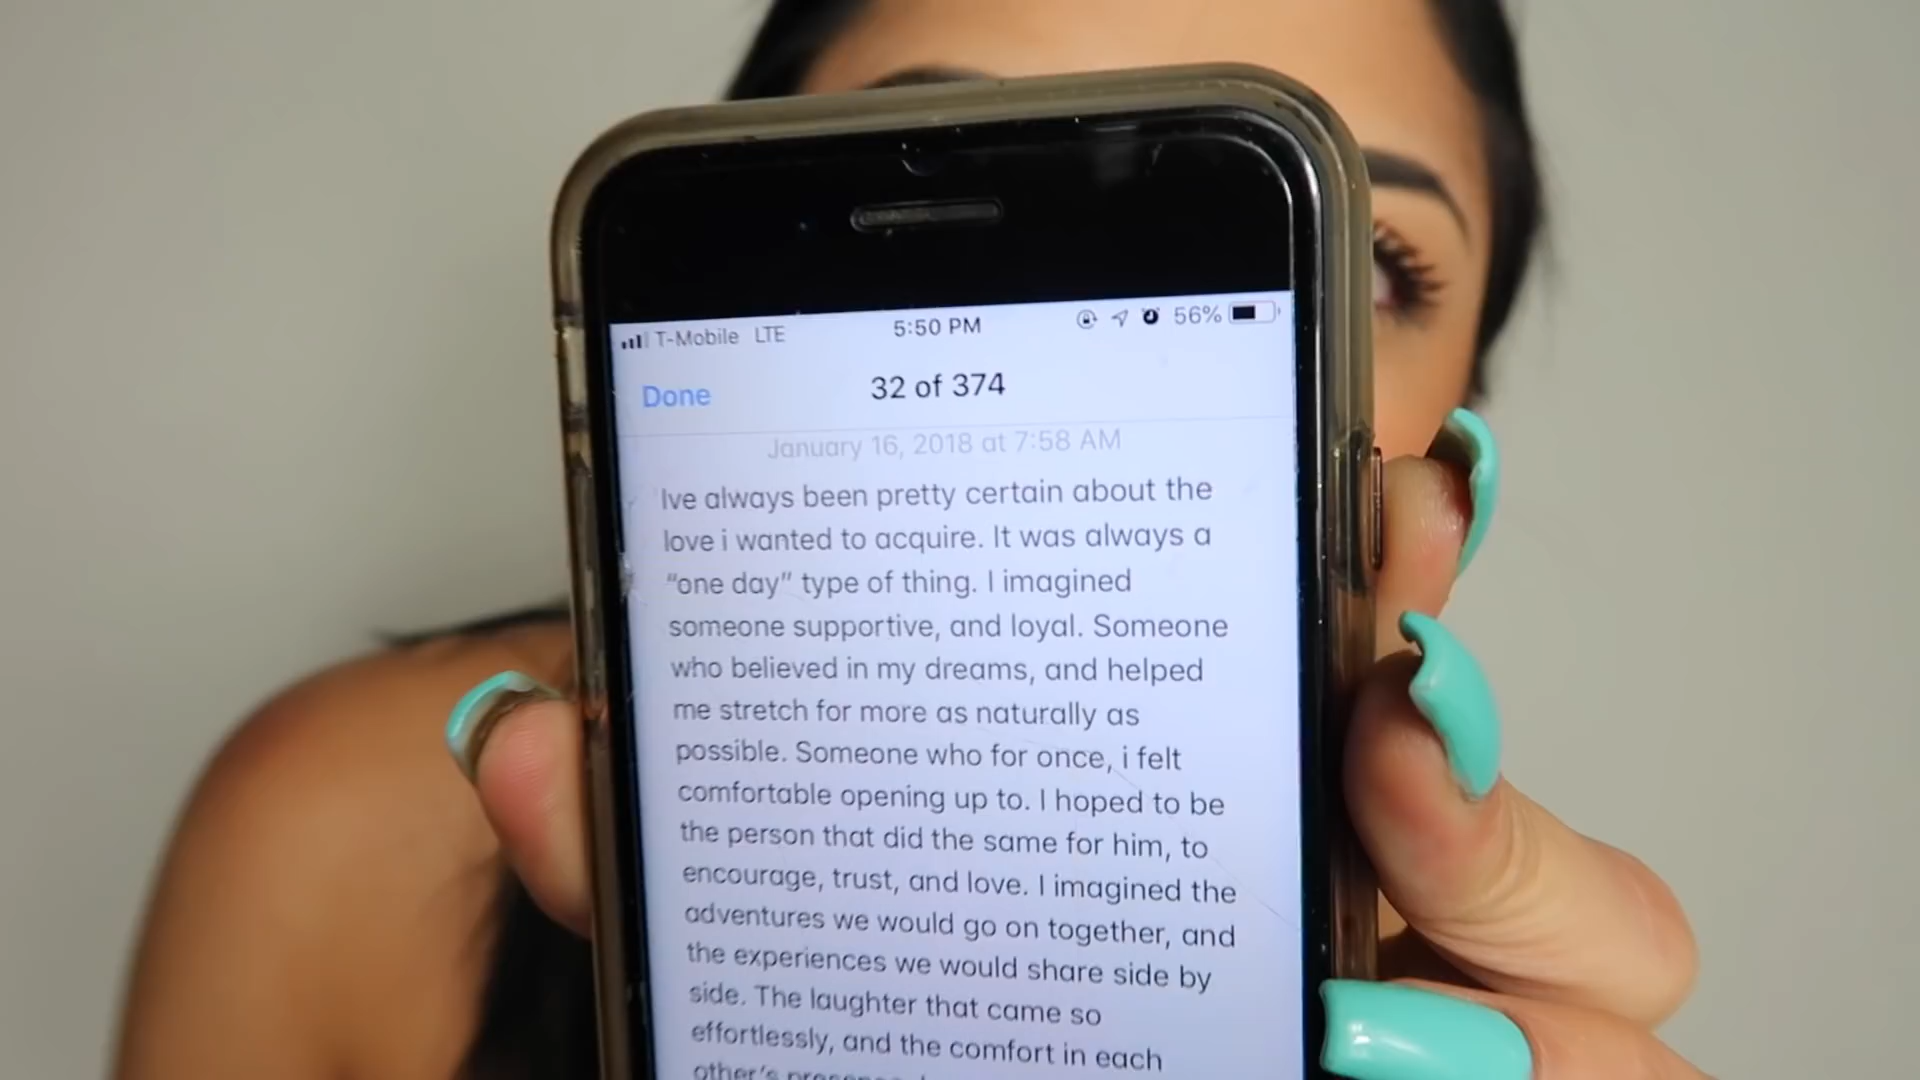 T-Mobile LTE 5:50 PM 56%
Done 32 of 374
January 16, 2018 at 7:58 AM
Ive always been pretty certain about the
love i wanted to acquire. It was always a
“one day” type of thing. I imagined
someone supportive, and loyal. Someone
who believed in my dreams, and helped
me stretch for more as naturally as
possible. Someone who for once, i felt
comfortable opening up to. I hoped to be
the person that did the same for him, to
encourage, trust, and love. I imagined the
adventures we would go on together, and
the experiences we would share side by
side. The laughter that came so
effortlessly, and the comfort in each
other’s